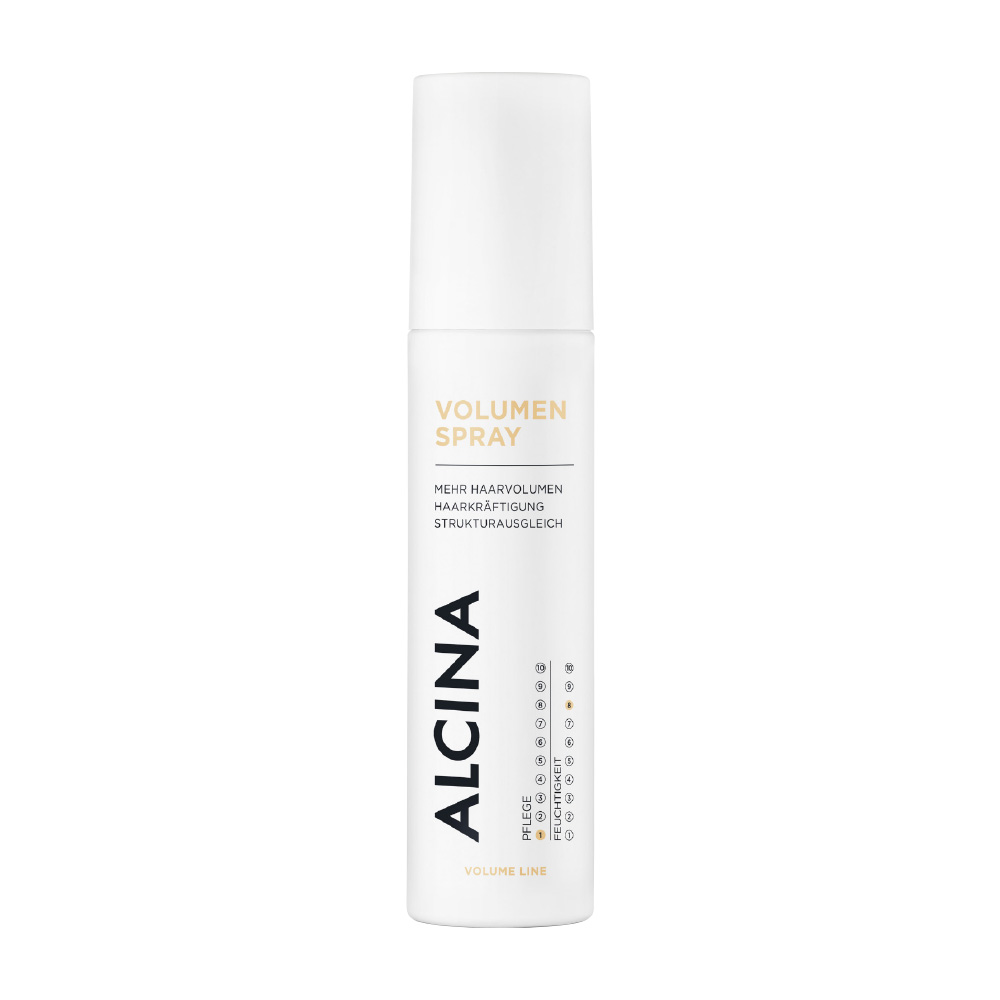 VOLUMEN
SPRAY
MEHR HAARVOLUMEN
HAARKRÄFTIGUNG
STRUKTURAUSGLEICH
ALCINA
PFLEGE
10
9
8
7
6
5
4
3
2
1
FEUCHTIGKEIT
10
9
8
7
6
5
4
3
2
1
VOLUME LINE